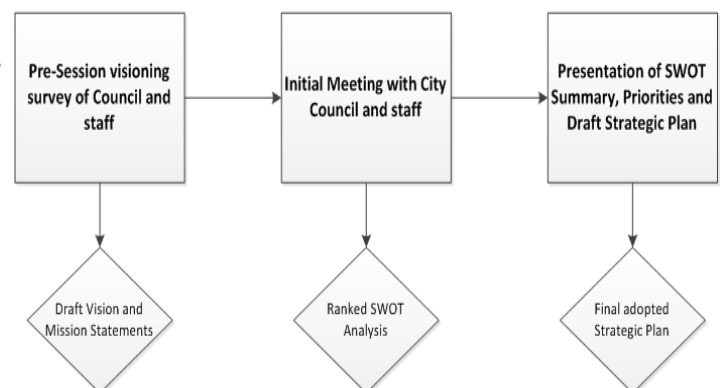 Pre-Session visioning
survey of Council and
staff
Initial Meeting with City
Council and staff
Presentation of SWOT
Summary, Priorities and
Draft Strategic Plan
Draft Vision and
Mission Statements
Ranked SWOT
Analysis
Final adopted
Strategic Plan